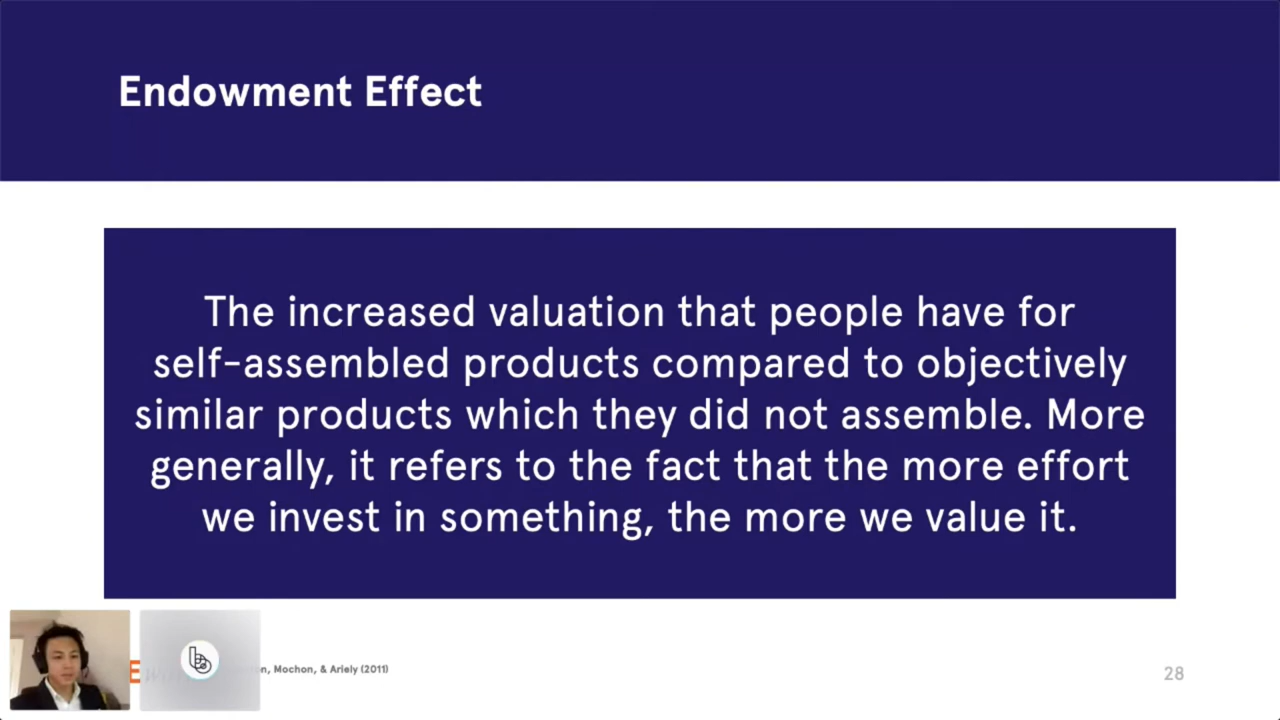 Endowment Effect
The increased valuation that people have for
self-assembled products compared to objectively
similar products which they did not assemble. More
generally, it refers to the fact that the more effort
we invest in something, the more we value it.
Mochon, & Ariely (2011)
28